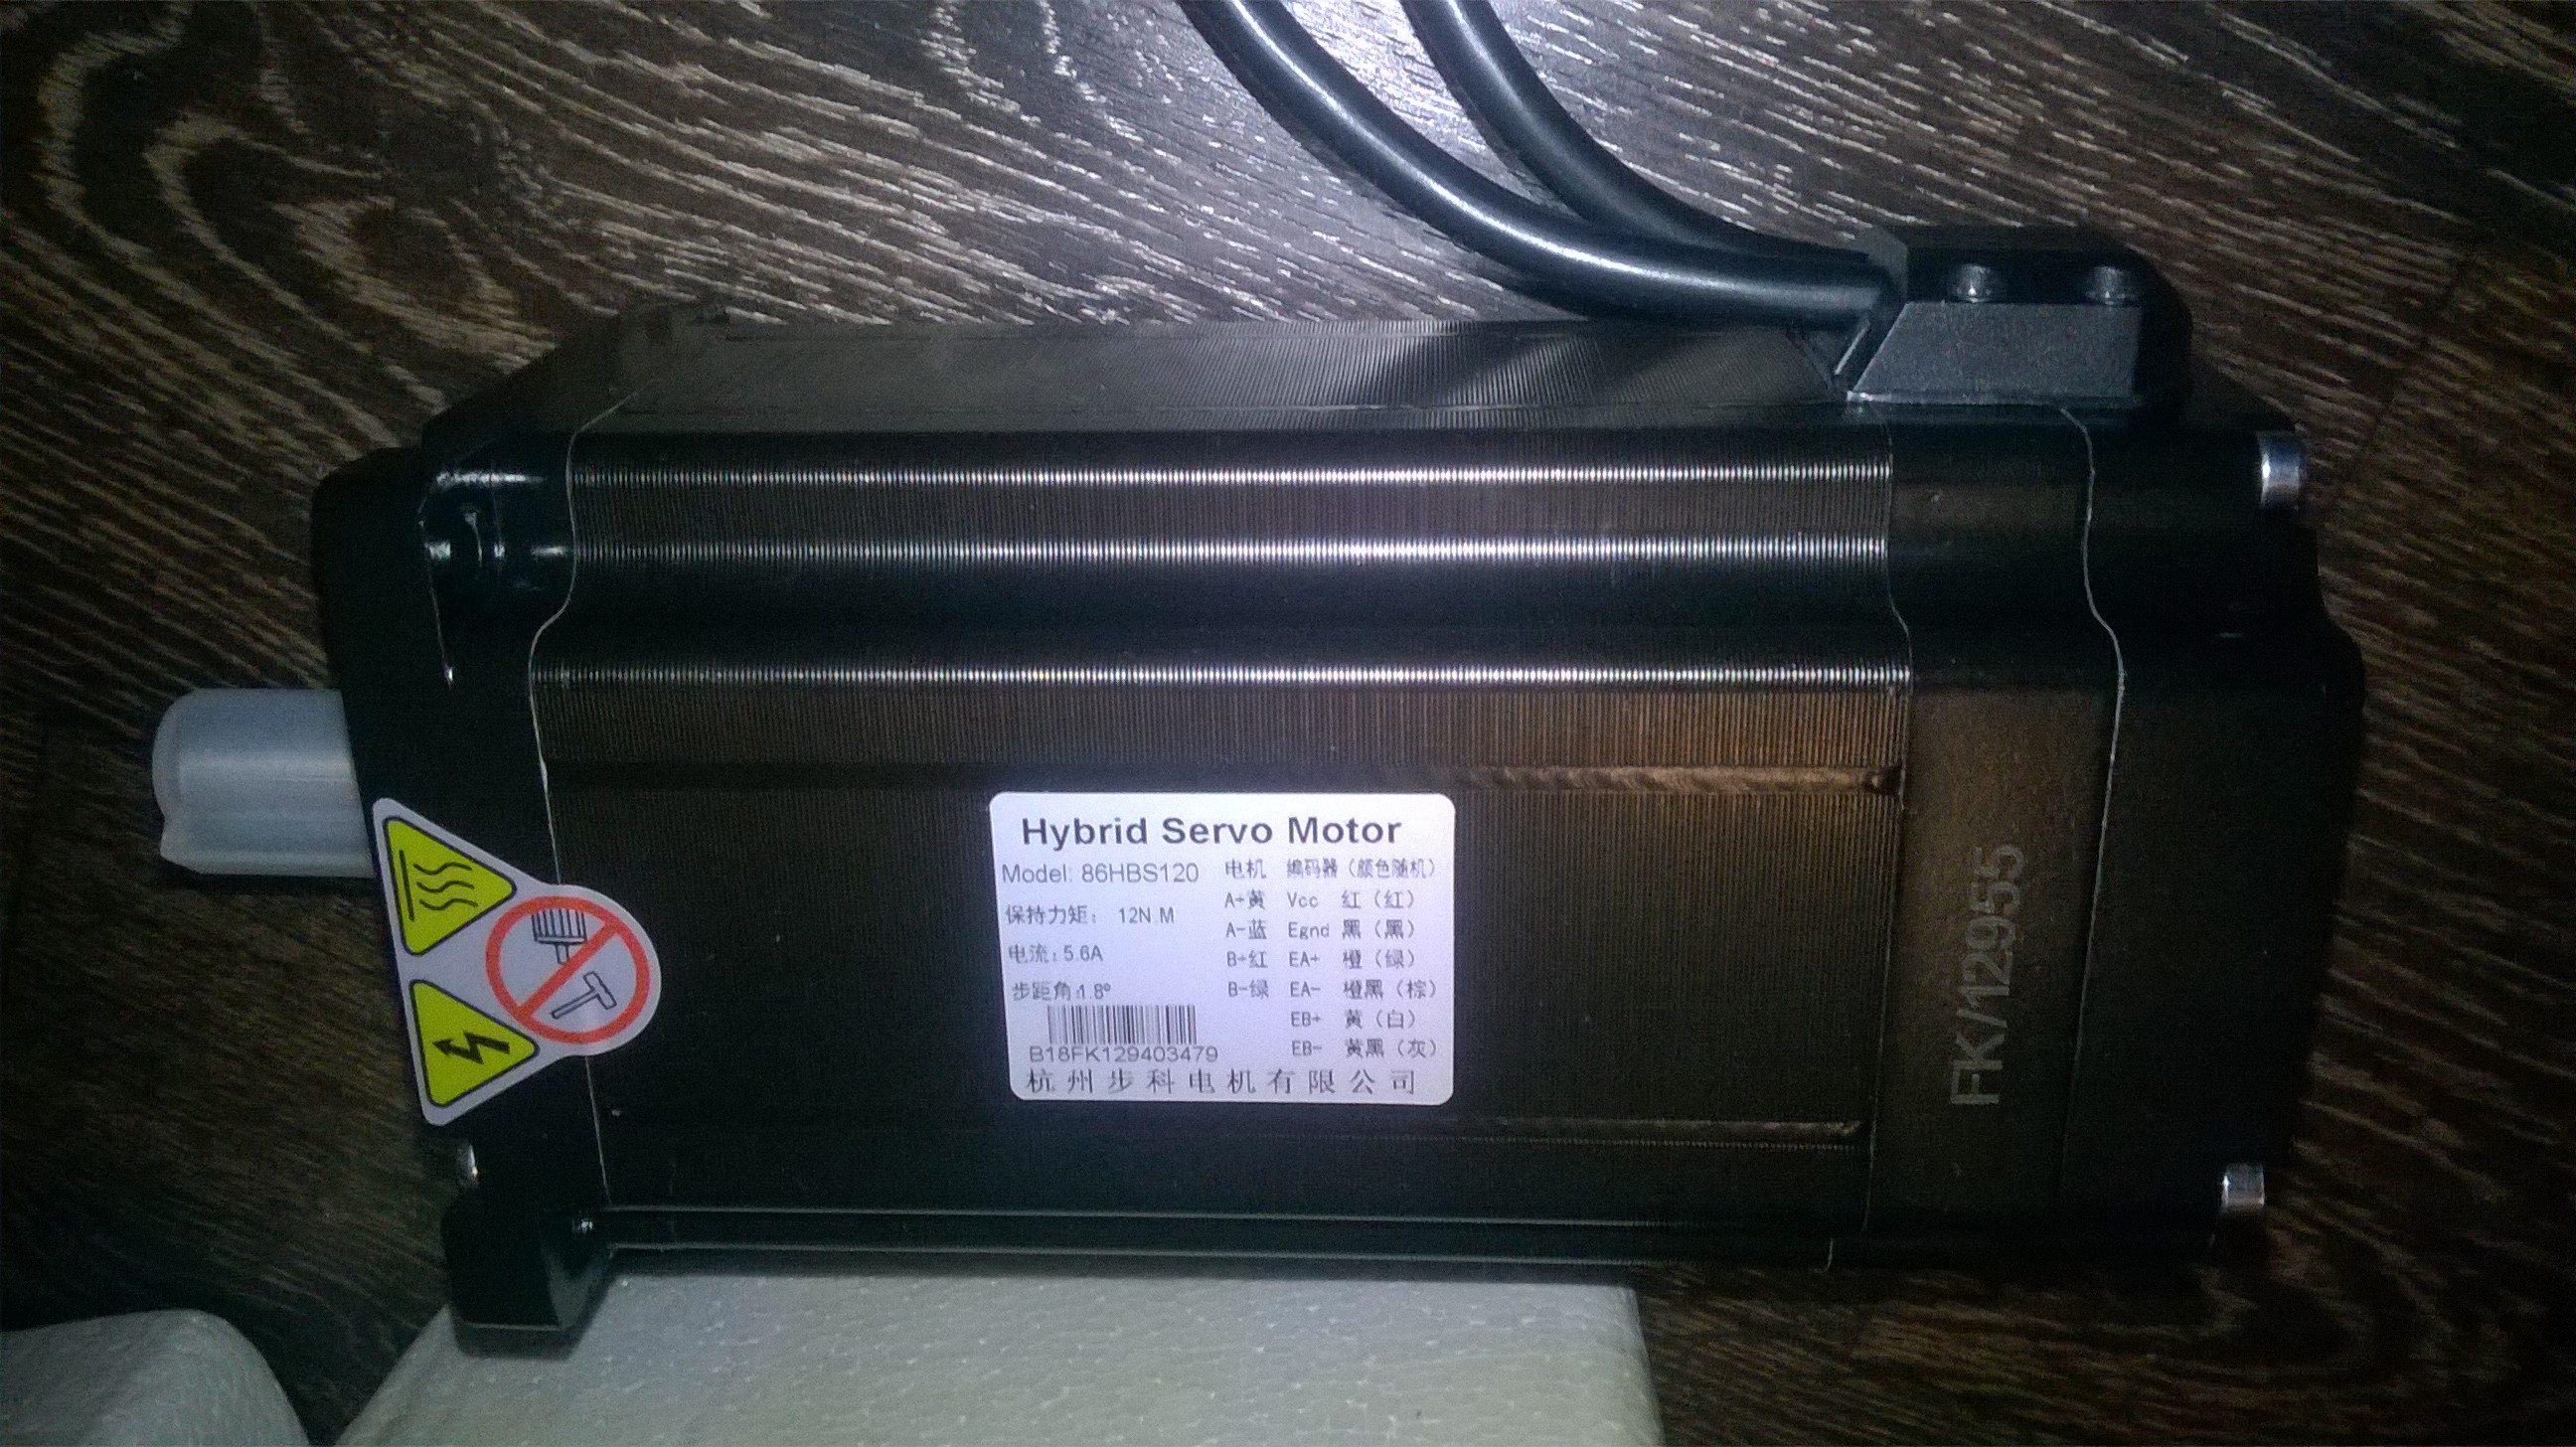 Hybrid Servo Motor
Model: 86HBS120
保持力矩： 12N.M
电流：5.6A
步距角:1.8°
B18FK129403479
电机 编码器（颜色随机）
A+黄 Vcc 红（红）
A-蓝 Egnd 黑（黑）
B+红 EA+ 橙（绿）
B-绿 EA- 橙黑（棕）
EB+ 黄（白）
EB- 黄黑（灰）
杭州步科电机有限公司
FK/12955